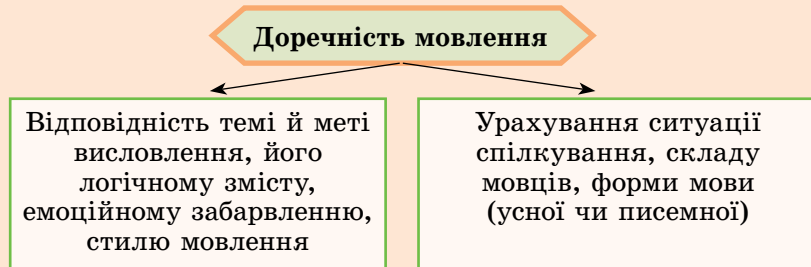 Доречність мовлення
Відповідність темі й меті
висловлення, його
логічному змісту,
емоційному забарвленню,
стилю мовлення
Урахування ситуації
спілкування, складу
мовців, форми мови
(усної чи писемної)